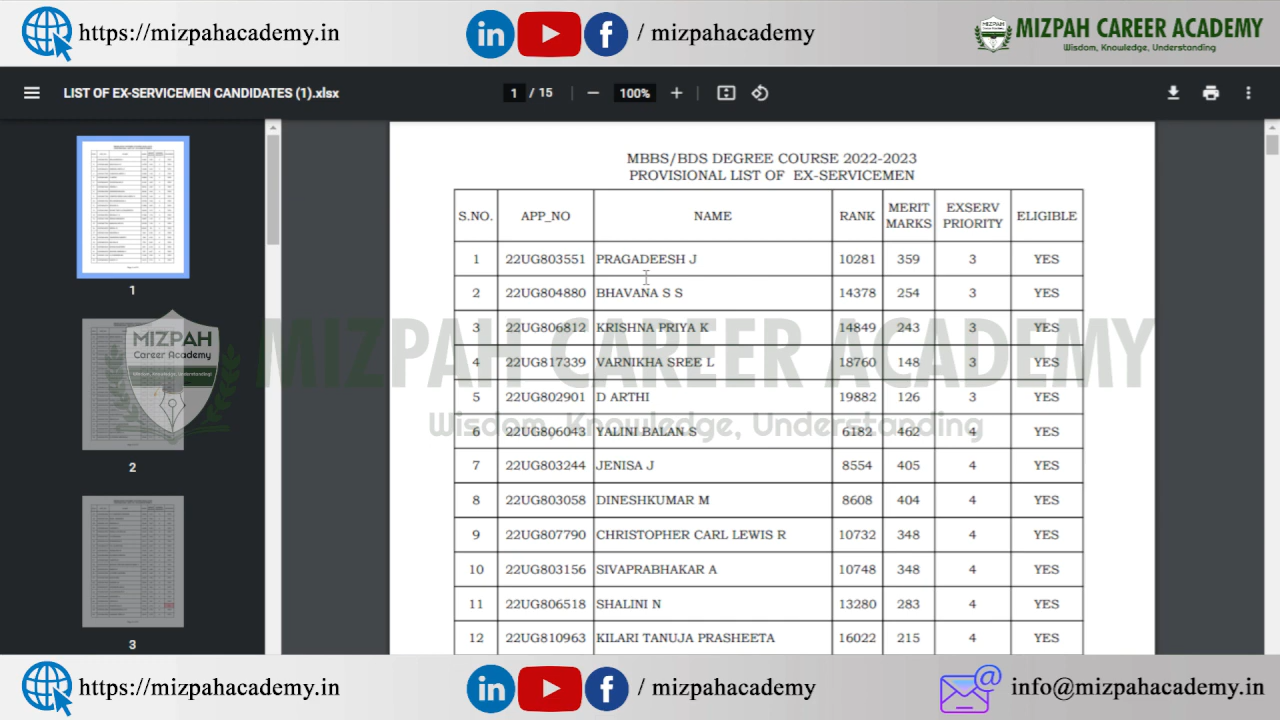 https://mizpahacademy.in
in f / mizpahacademy
MIZPAH CAREER ACADEMY
Wisdom, Knowledge, Understanding
LIST OF EX-SERVICEMEN CANDIDATES (1).xlsx
1 / 15
100%
MBBS/BDS DEGREE COURSE 2022-2023
PROVISIONAL LIST OF EX-SERVICEMEN
S.NO. APP_NO NAME RANK MERIT MARKS EXSERV PRIORITY ELIGIBLE
1 22UG803551 PRAGADEESH J 10281 359 3 YES
2 22UG804880 BHAVANA S S 14378 254 3 YES
3 22UG806812 KRISHNA PRIYA K 14849 243 3 YES
4 22UG817339 VARNIKHA SREE L 18760 148 3 YES
5 22UG802901 D ARTHI 19882 126 3 YES
6 22UG806043 YALINI BALAN S 6182 462 4 YES
7 22UG803244 JENISA J 8554 405 4 YES
8 22UG803058 DINESHKUMAR M 8608 404 4 YES
9 22UG807790 CHRISTOPHER CARL LEWIS R 10732 348 4 YES
10 22UG803156 SIVAPRABHAKAR A 10748 348 4 YES
11 22UG806518 SHALINI N 13280 283 4 YES
12 22UG810963 KILARI TANUJA PRASHEETA 16022 215 4 YES
1
2
3
MIZPAH
Career Academy
MIZPAH CAREER ACADEMY
Wisdom, Knowledge, Understanding
https://mizpahacademy.in
in f / mizpahacademy
@ info@mizpahacademy.in